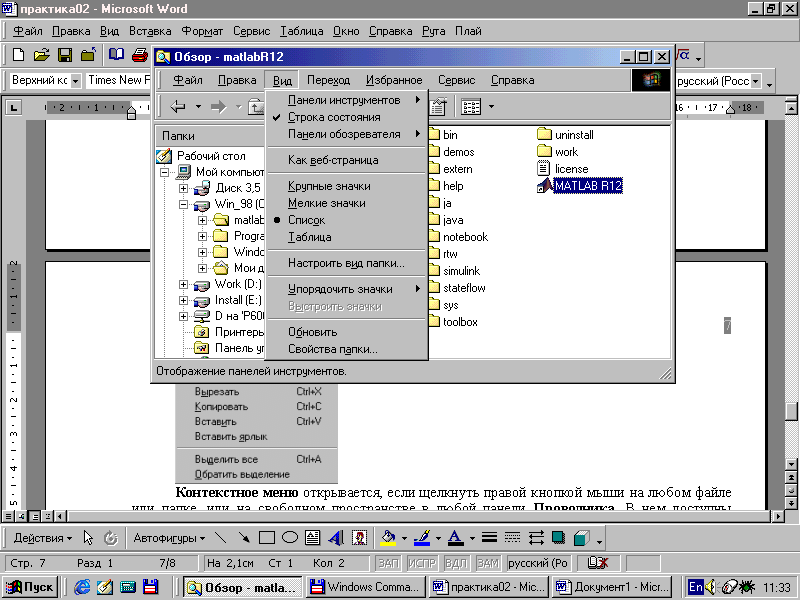 практика02 - Microsoft Word
Файл Правка Вид Вставка Формат Сервис Таблица Окно Справка Рута Плай
Верхний кс Times New F русский (Росс
Обзор - matlabR12
Файл Правка Вид Переход Избранное Сервис Справка
Папки
Рабочий стол
Мой компьют
Диск 3,5
Win_98 (C
matlab
Progra
Windo
Мои д
Work (D:)
Install (E:)
D на 'P600
Принтеры
Панель уп
Панели инструментов
Строка состояния
Панели обозревателя
Как веб-страница
Крупные значки
Мелкие значки
Список
Таблица
Настроить вид папки...
Упорядочить значки
Выстроить значки
Обновить
Свойства папки...
bin
demos
extern
help
ja
java
notebook
rtw
simulink
stateflow
sys
toolbox
uninstall
work
license
MATLAB R12
Отображение панелей инструментов.
7
Вырезать Ctrl+X
Копировать Ctrl+C
Вставить Ctrl+V
Вставить ярлык
Выделить все Ctrl+A
Обратить выделение
Контекстное меню открывается, если щелкнуть правой кнопкой мыши на любом файле
или папке, или на свободном пространстве в любой панели Проводника. В нем доступны
Действия Автофигуры
Стр. 7 Разд 1 7/8 На 2,1см Ст 1 Кол 2 ЗАП ИСПР ВДЛ ЗАМ русский (Ро
Пуск Обзор - matla... Windows Comma... практика02 - Mic... Документ1 - Micr... En 11:33